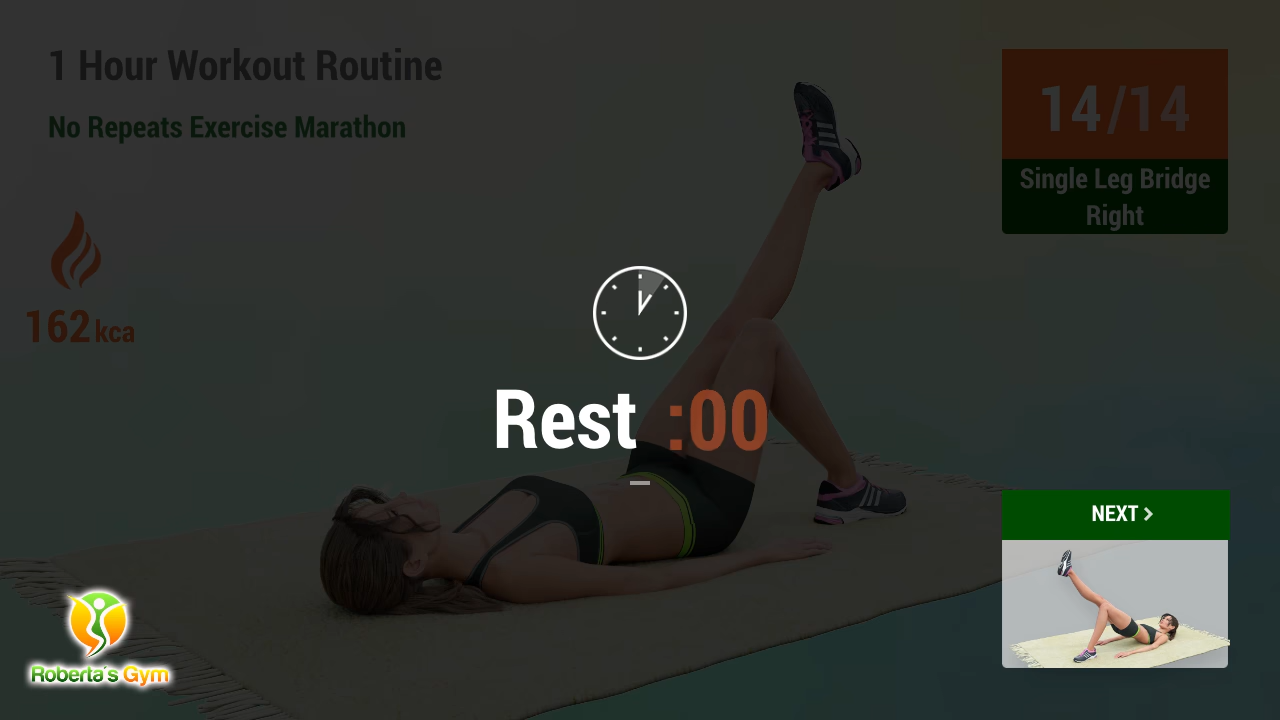 1 Hour Workout Routine
No Repeats Exercise Marathon
14/14
Single Leg Bridge
Right
162 kca
Rest :00
NEXT >
Roberta´s Gym